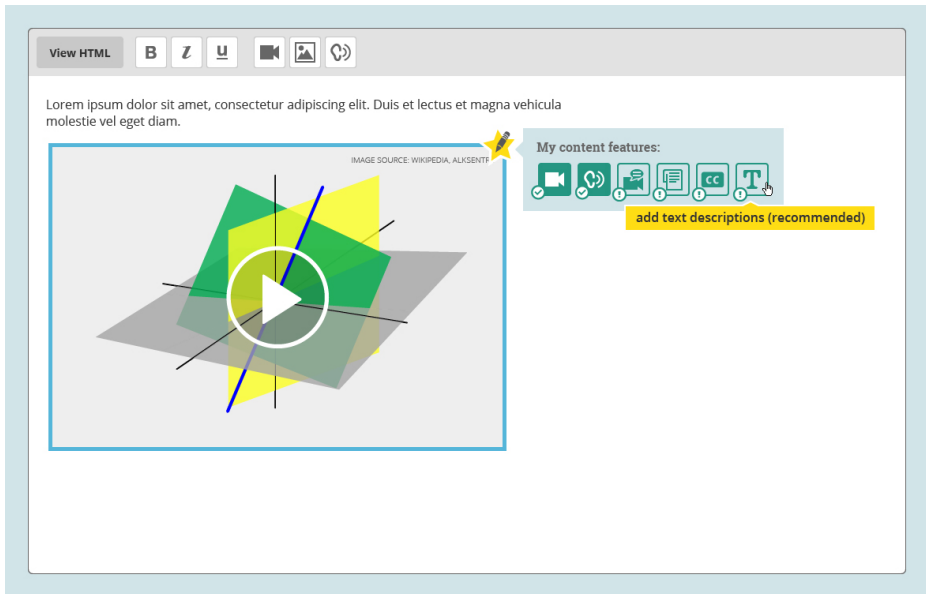 View HTML B i u
Lorem ipsum dolor sit amet, consectetur adipiscing elit. Duis et lectus et magna vehicula
molestie vel eget diam.
IMAGE SOURCE: WIKIPEDIA, ALKSENTR
My content features:
CC T
add text descriptions (recommended)